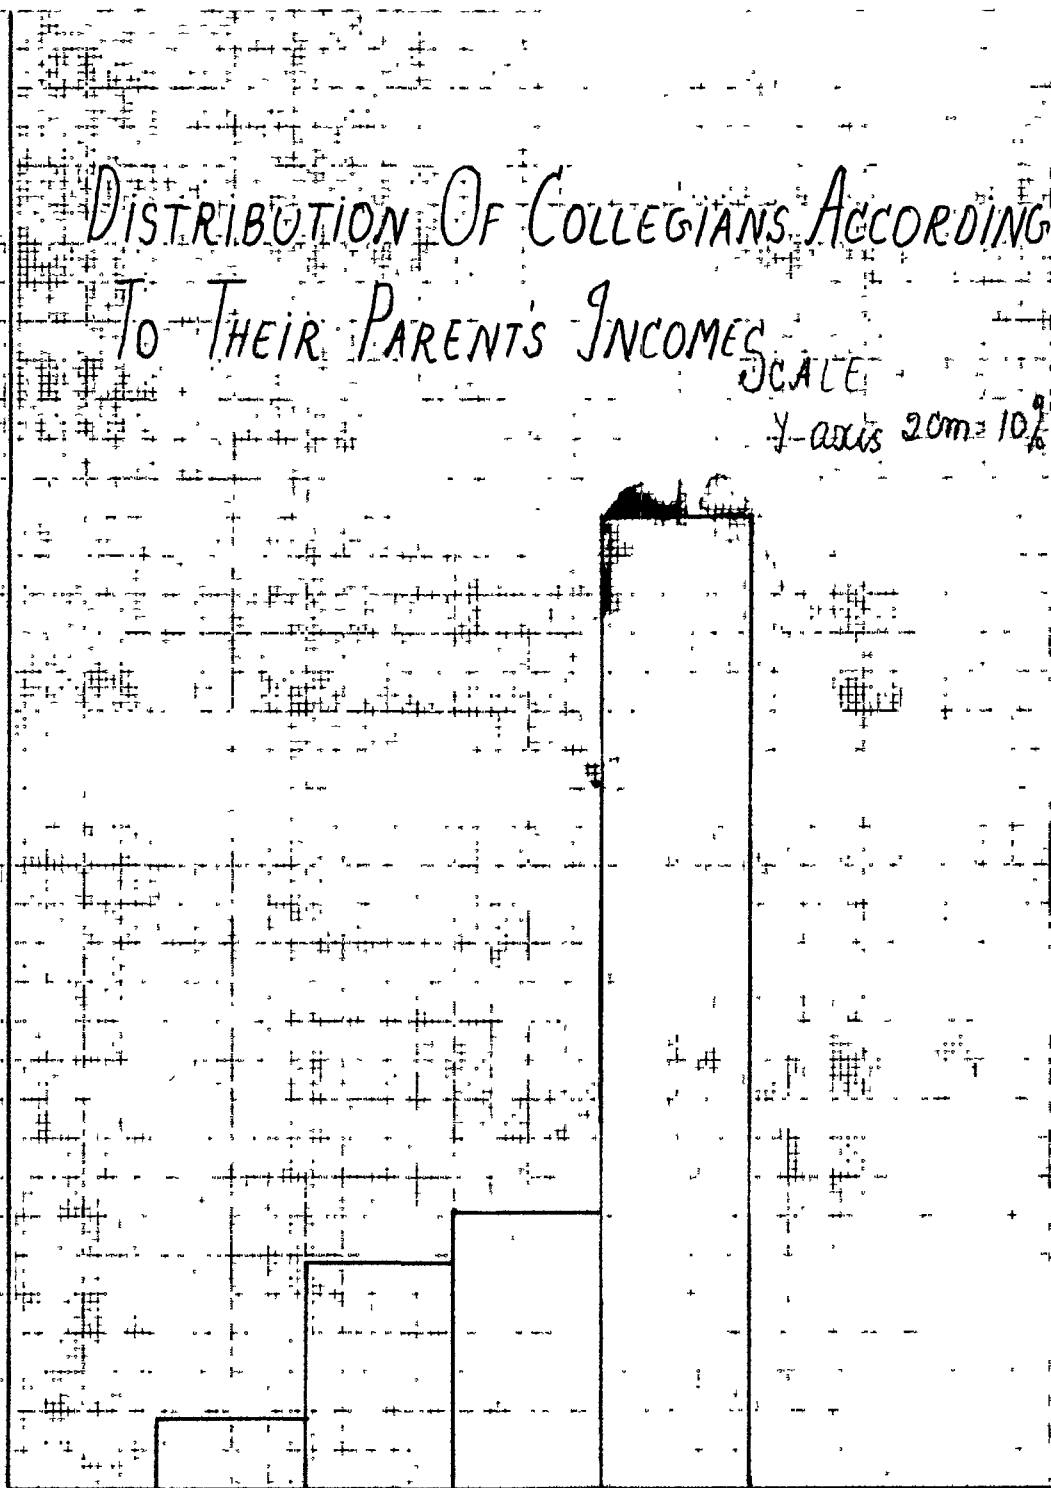 DISTRIBUTION OF COLLEGIANS ACCORDING
TO THEIR PARENT'S INCOMES
SCALE
Y-axis 2cm = 10%